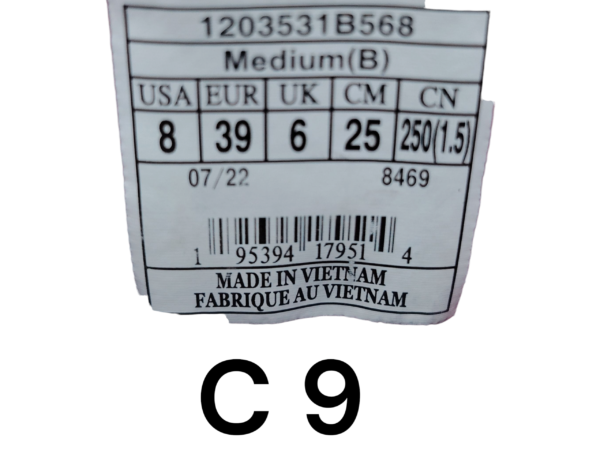 1203531B568
Medium(B)
USA EUR UK CM CN
8 39 6 25 250(1.5)
07/22 8469
1 95394 17951 4
MADE IN VIETNAM
FABRIQUE AU VIETNAM
C 9